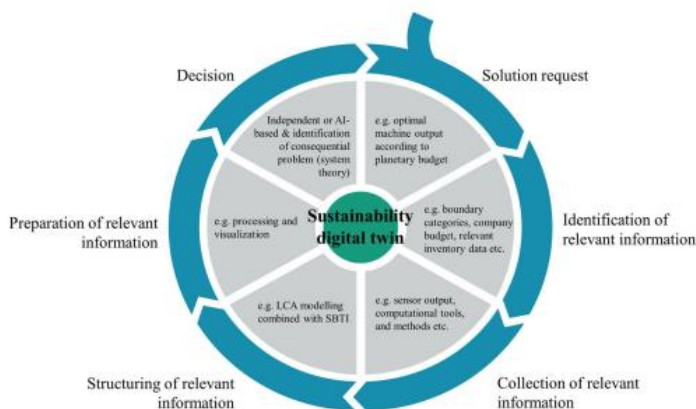 Decision
Solution request
Independent or AI-
based & identification
of consequential
problem (system
theory)
e.g. optimal
machine output
according to
planetary budget
Preparation of relevant
information
e.g. processing and
visualization
Sustainability
digital twin
e.g. boundary
categories, company
budget, relevant
inventory data etc.
Identification of
relevant information
e.g. LCA modelling
combined with SBTI
e.g. sensor output,
computational tools,
and methods etc.
Structuring of relevant
information
Collection of relevant
information